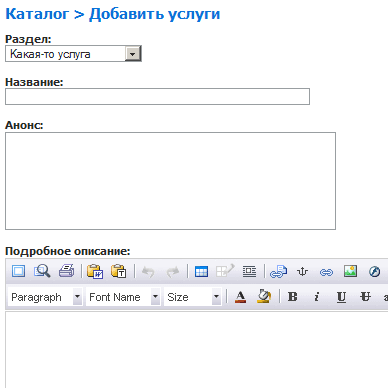 Каталог > Добавить услуги
Раздел:
Какая-то услуга
Название:
Анонс:
Подробное описание:
Paragraph Font Name Size A B i U U a